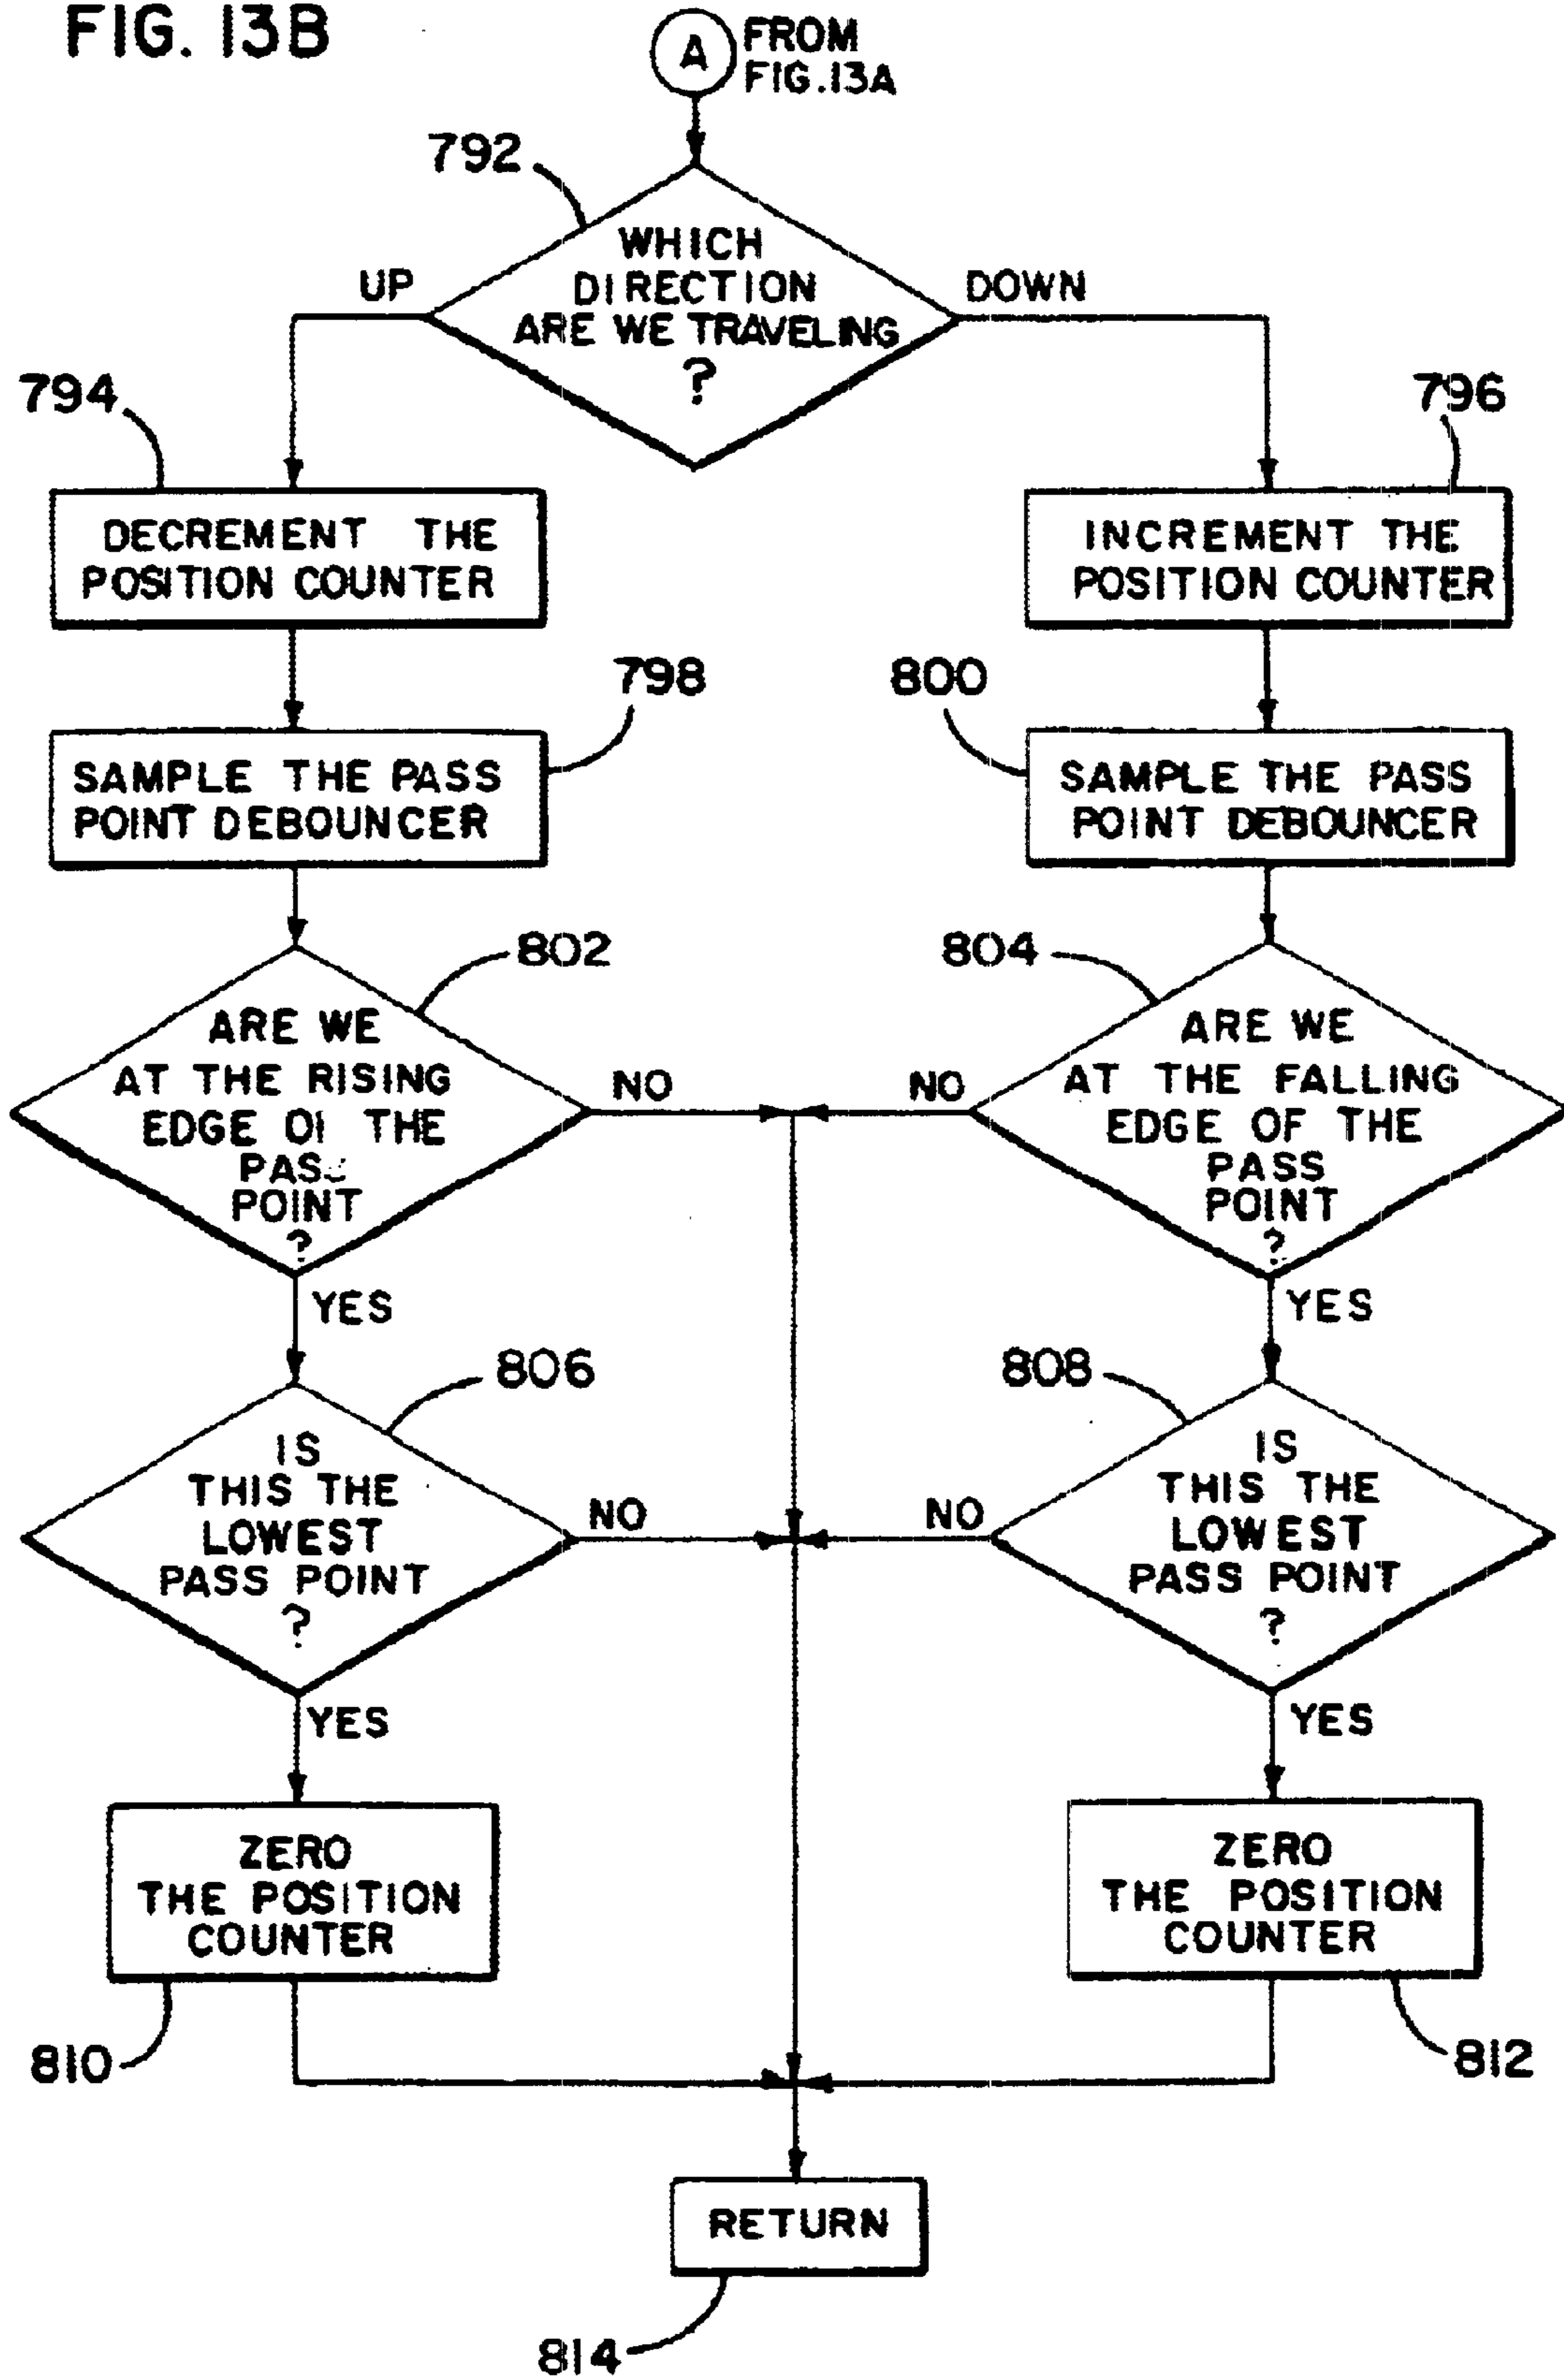 FIG. 13B
A
FROM
FIG. 13A
792
WHICH
DIRECTION
ARE WE TRAVELING
?
UP
DOWN
794
DECREMENT THE
POSITION COUNTER
796
INCREMENT THE
POSITION COUNTER
798
SAMPLE THE PASS
POINT DEBOUNCER
800
SAMPLE THE PASS
POINT DEBOUNCER
802
ARE WE
AT THE RISING
EDGE OF THE
PASS
POINT
?
NO
YES
804
ARE WE
AT THE FALLING
EDGE OF THE
PASS
POINT
?
NO
YES
806
IS
THIS THE
LOWEST
PASS POINT
?
NO
YES
808
IS
THIS THE
LOWEST
PASS POINT
?
NO
YES
ZERO
THE POSITION
COUNTER
810
ZERO
THE POSITION
COUNTER
812
RETURN
814